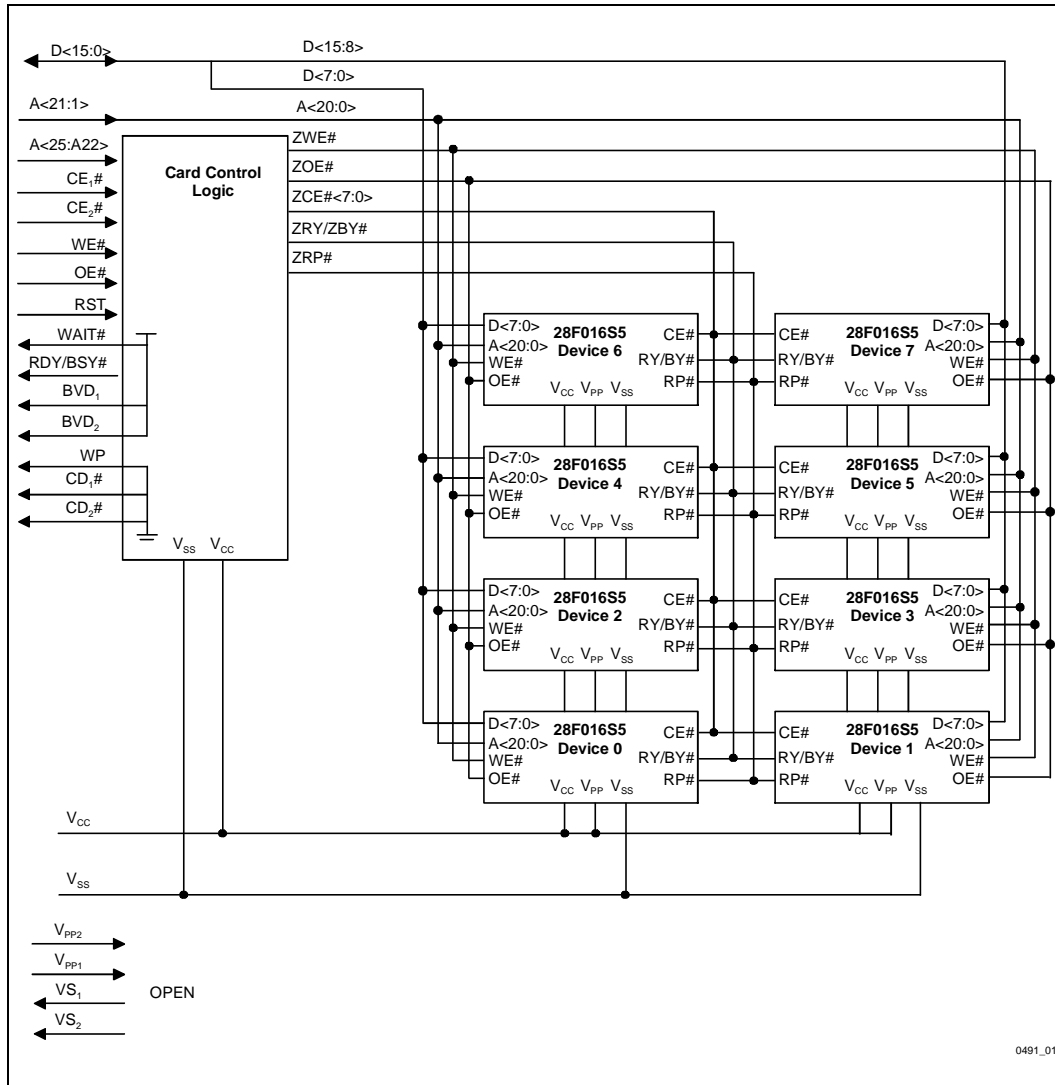 D<15:0>
D<15:8>
D<7:0>
A<21:1>
A<20:0>
A<25:A22>
CE1#
CE2#
WE#
OE#
RST
WAIT#
RDY/BSY#
BVD1
BVD2
WP
CD1#
CD2#
Card Control
Logic
VSS VCC
ZWE#
ZOE#
ZCE#<7:0>
ZRY/ZBY#
ZRP#
D<7:0>
A<20:0>
WE#
OE#
28F016S5
Device 6
VCC VPP VSS
CE#
RY/BY#
RP#
CE#
RY/BY#
RP#
28F016S5
Device 7
VCC VPP VSS
D<7:0>
A<20:0>
WE#
OE#
D<7:0>
A<20:0>
WE#
OE#
28F016S5
Device 4
VCC VPP VSS
CE#
RY/BY#
RP#
CE#
RY/BY#
RP#
28F016S5
Device 5
VCC VPP VSS
D<7:0>
A<20:0>
WE#
OE#
D<7:0>
A<20:0>
WE#
OE#
28F016S5
Device 2
VCC VPP VSS
CE#
RY/BY#
RP#
CE#
RY/BY#
RP#
28F016S5
Device 3
VCC VPP VSS
D<7:0>
A<20:0>
WE#
OE#
D<7:0>
A<20:0>
WE#
OE#
28F016S5
Device 0
VCC VPP VSS
CE#
RY/BY#
RP#
CE#
RY/BY#
RP#
28F016S5
Device 1
VCC VPP VSS
D<7:0>
A<20:0>
WE#
OE#
VCC
VSS
VPP2
VPP1
VS1
VS2
OPEN
0491_01